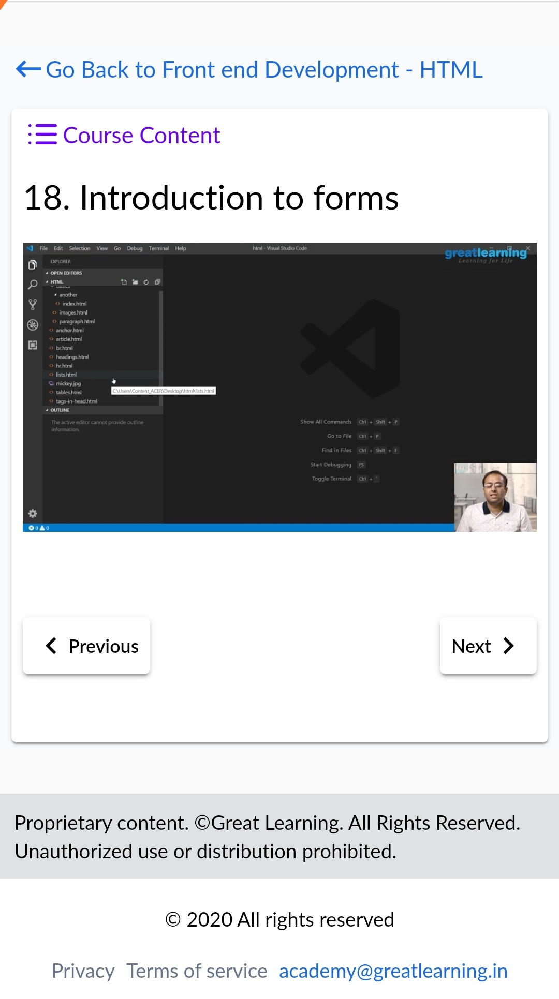 Go Back to Front end Development - HTML
Course Content
18. Introduction to forms
File Edit Selection View Go Debug Terminal Help
html - Visual Studio Code
greatlearning
Learning for Life
EXPLORER
OPEN EDITORS
HTML
basics
another
index.html
images.html
paragraph.html
anchor.html
article.html
br.html
headings.html
hr.html
lists.html
mickey.jpg
C:\Users\Content_ACER\Desktop\html\lists.html
tables.html
tags-in-head.html
OUTLINE
The active editor cannot provide outline
information.
Show All Commands Ctrl + Shift + P
Go to File Ctrl + P
Find in Files Ctrl + Shift + F
Start Debugging F5
Toggle Terminal Ctrl + `
0 0
Previous
Next
Proprietary content. ©Great Learning. All Rights Reserved.
Unauthorized use or distribution prohibited.
© 2020 All rights reserved
Privacy Terms of service academy@greatlearning.in